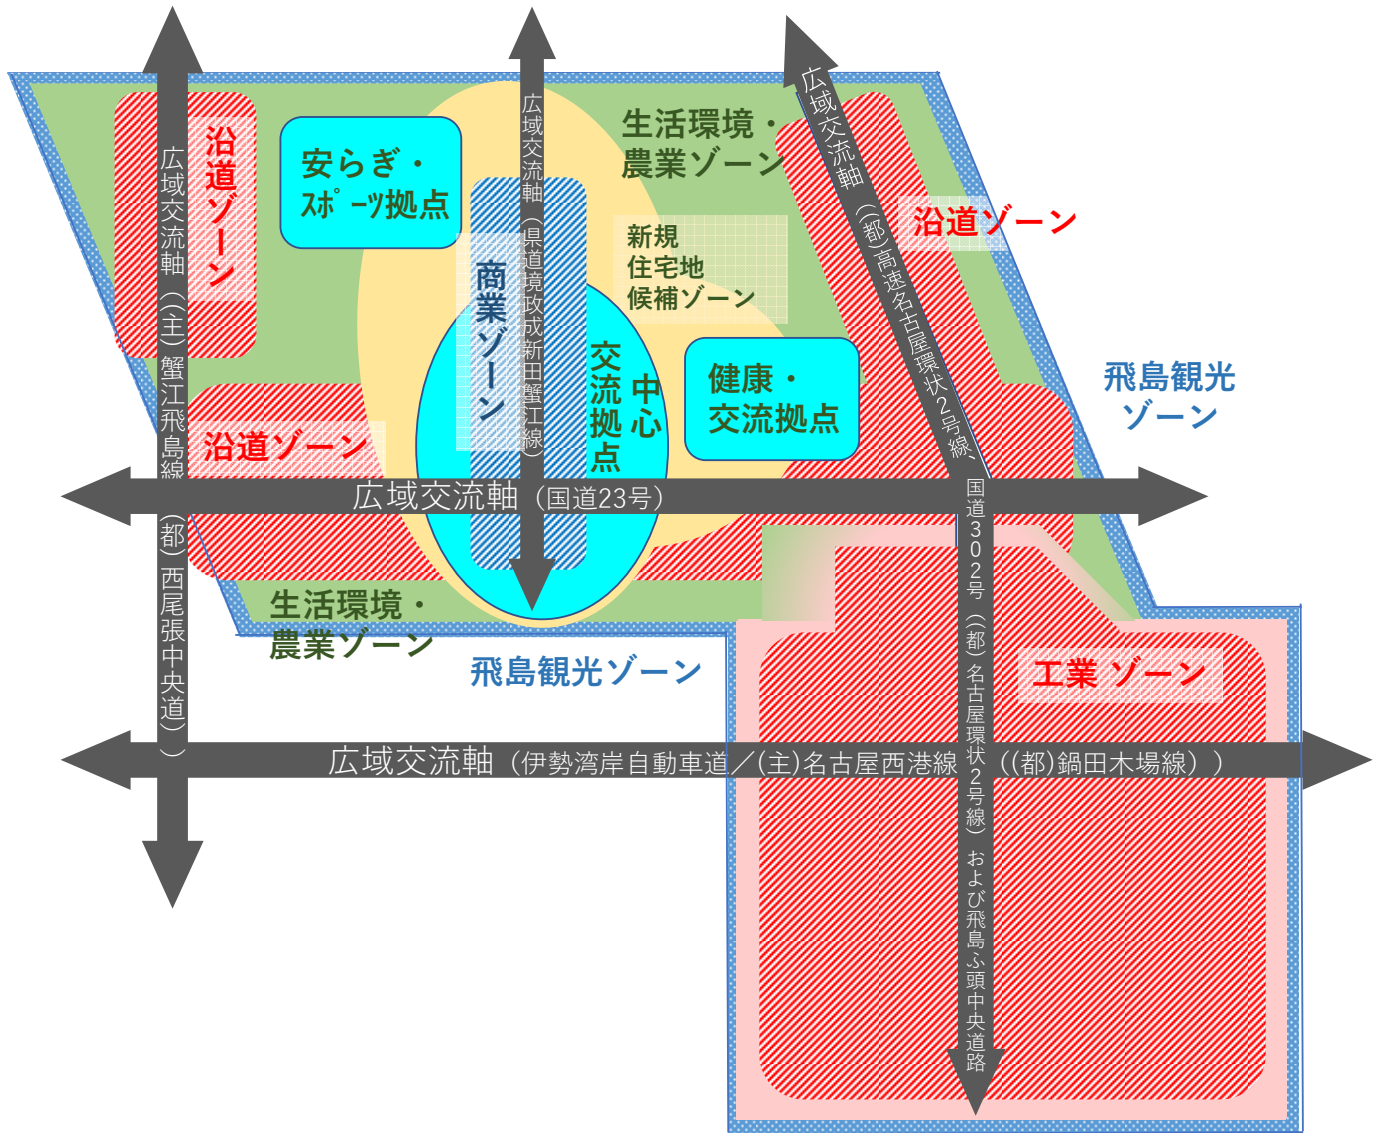 広域交流軸（(主)蟹江飛島線（都)西尾張中央道））
沿道ゾーン
安らぎ・
ｽﾎﾟｰﾂ拠点
広域交流軸（県道境政成新田蟹江線）
商業ゾーン
生活環境・
農業ゾーン
新規
住宅地
候補ゾーン
中心
交流拠点
健康・
交流拠点
広域交流軸（(都)高速名古屋環状2号線、
国道302号（(都)名古屋環状2号線）および飛島ふ頭中央道路
沿道ゾーン
飛島観光
ゾーン
沿道ゾーン
広域交流軸（国道23号）
生活環境・
農業ゾーン
飛島観光ゾーン
工業 ゾーン
広域交流軸（伊勢湾岸自動車道／(主)名古屋西港線（(都)鍋田木場線））